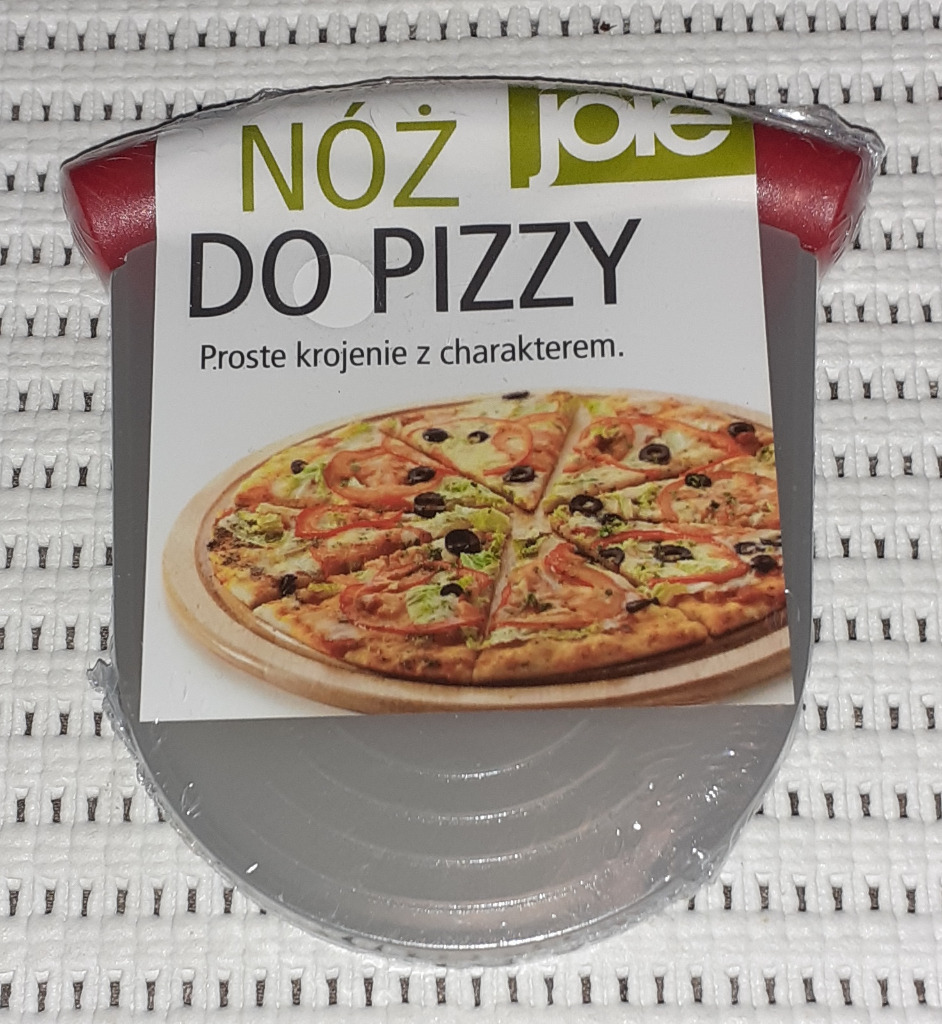 joie
NÓŻ
DO PIZZY
Proste krojenie z charakterem.